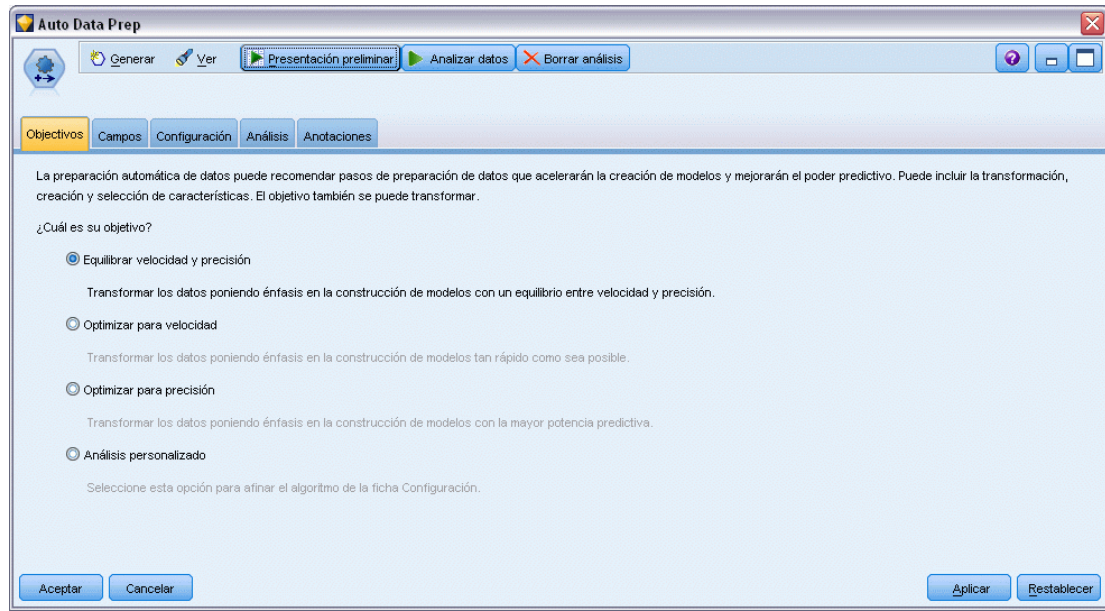 Auto Data Prep
Generar
Ver
Presentación preliminar
Analizar datos
Borrar análisis
Objectivos
Campos
Configuración
Análisis
Anotaciones
La preparación automática de datos puede recomendar pasos de preparación de datos que acelerarán la creación de modelos y mejorarán el poder predictivo. Puede incluir la transformación,
creación y selección de características. El objetivo también se puede transformar.
¿Cuál es su objetivo?
Equilibrar velocidad y precisión
Transformar los datos poniendo énfasis en la construcción de modelos con un equilibrio entre velocidad y precisión.
Optimizar para velocidad
Transformar los datos poniendo énfasis en la construcción de modelos tan rápido como sea posible.
Optimizar para precisión
Transformar los datos poniendo énfasis en la construcción de modelos con la mayor potencia predictiva.
Análisis personalizado
Seleccione esta opción para afinar el algoritmo de la ficha Configuración.
Aceptar
Cancelar
Aplicar
Restablecer